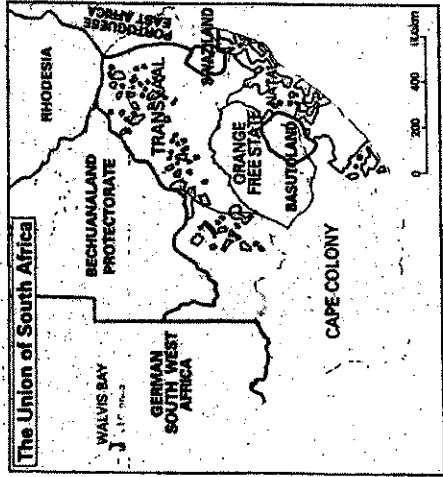 The Union of South Africa
RHODESIA
PORTUGUESE
EAST AFRICA
BECHUANALAND
PROTECTORATE
TRANSVAAL
SWAZILAND
WALVIS BAY
GERMAN
SOUTH WEST
AFRICA
ORANGE
FREE STATE
NATAL
BASUTOLAND
CAPE COLONY
0 200 400